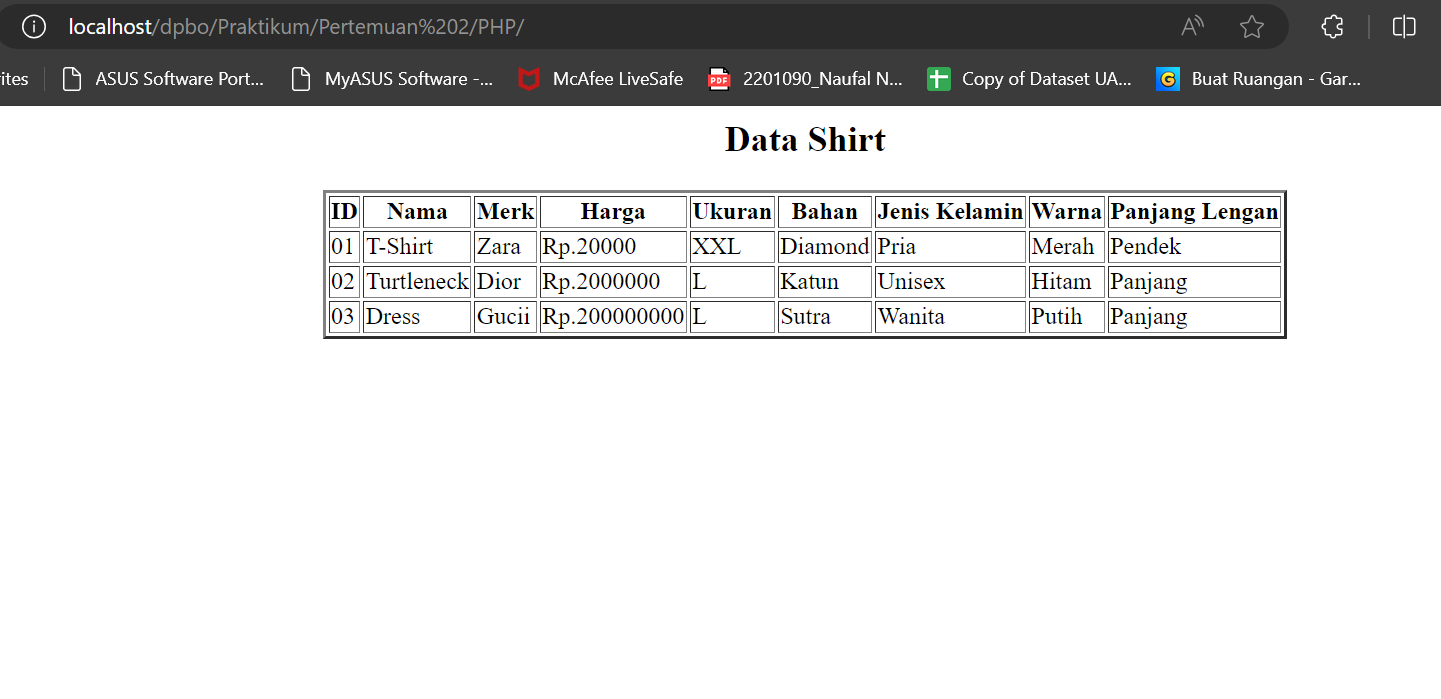 localhost/dpbo/Praktikum/Pertemuan%202/PHP/
ites ASUS Software Port... MyASUS Software -... McAfee LiveSafe PDF 2201090_Naufal N... Copy of Dataset UA... G Buat Ruangan - Gar...
Data Shirt
ID Nama Merk Harga Ukuran Bahan Jenis Kelamin Warna Panjang Lengan
01 T-Shirt Zara Rp.20000 XXL Diamond Pria Merah Pendek
02 Turtleneck Dior Rp.2000000 L Katun Unisex Hitam Panjang
03 Dress Gucii Rp.200000000 L Sutra Wanita Putih Panjang